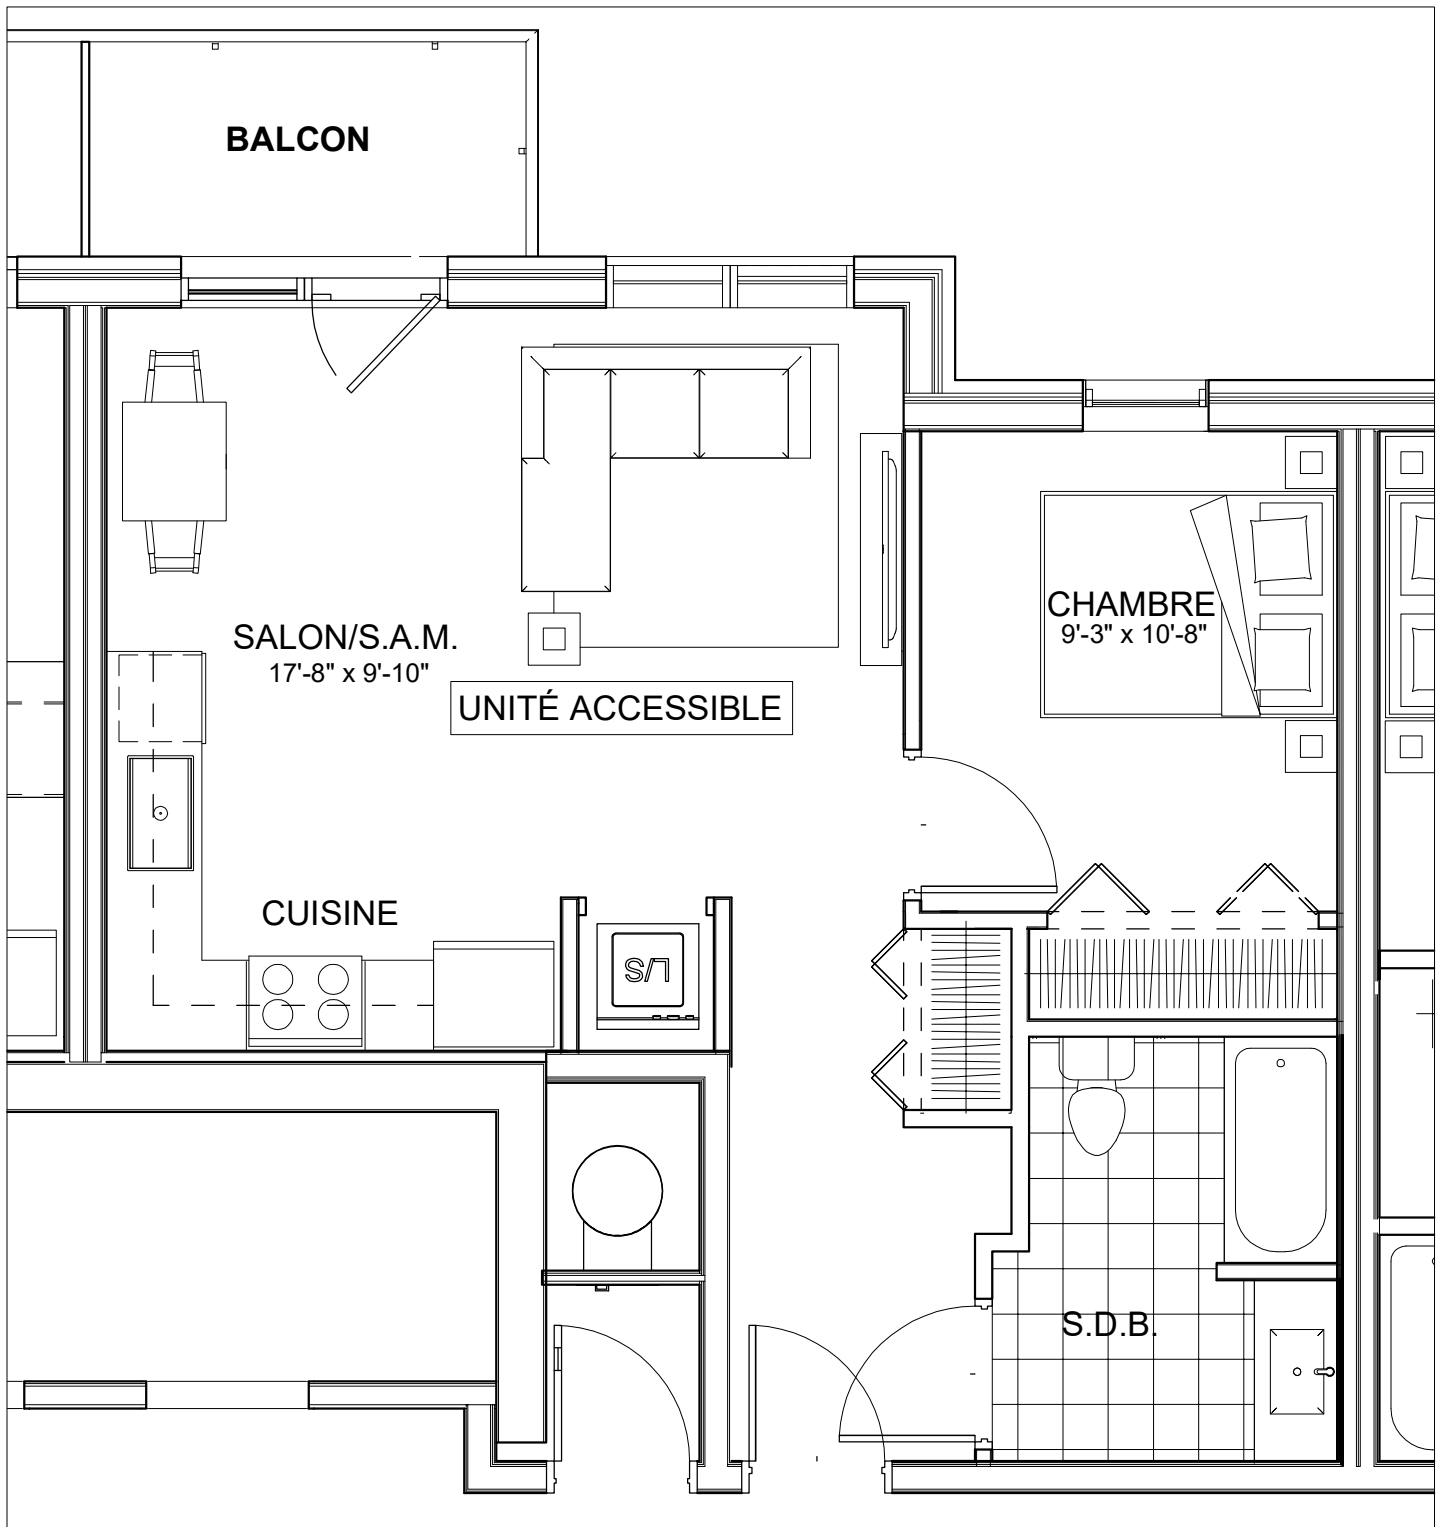 BALCON
SALON/S.A.M.
17'-8" x 9'-10"
UNITÉ ACCESSIBLE
CHAMBRE
9'-3" x 10'-8"
CUISINE
L/S
S.D.B.